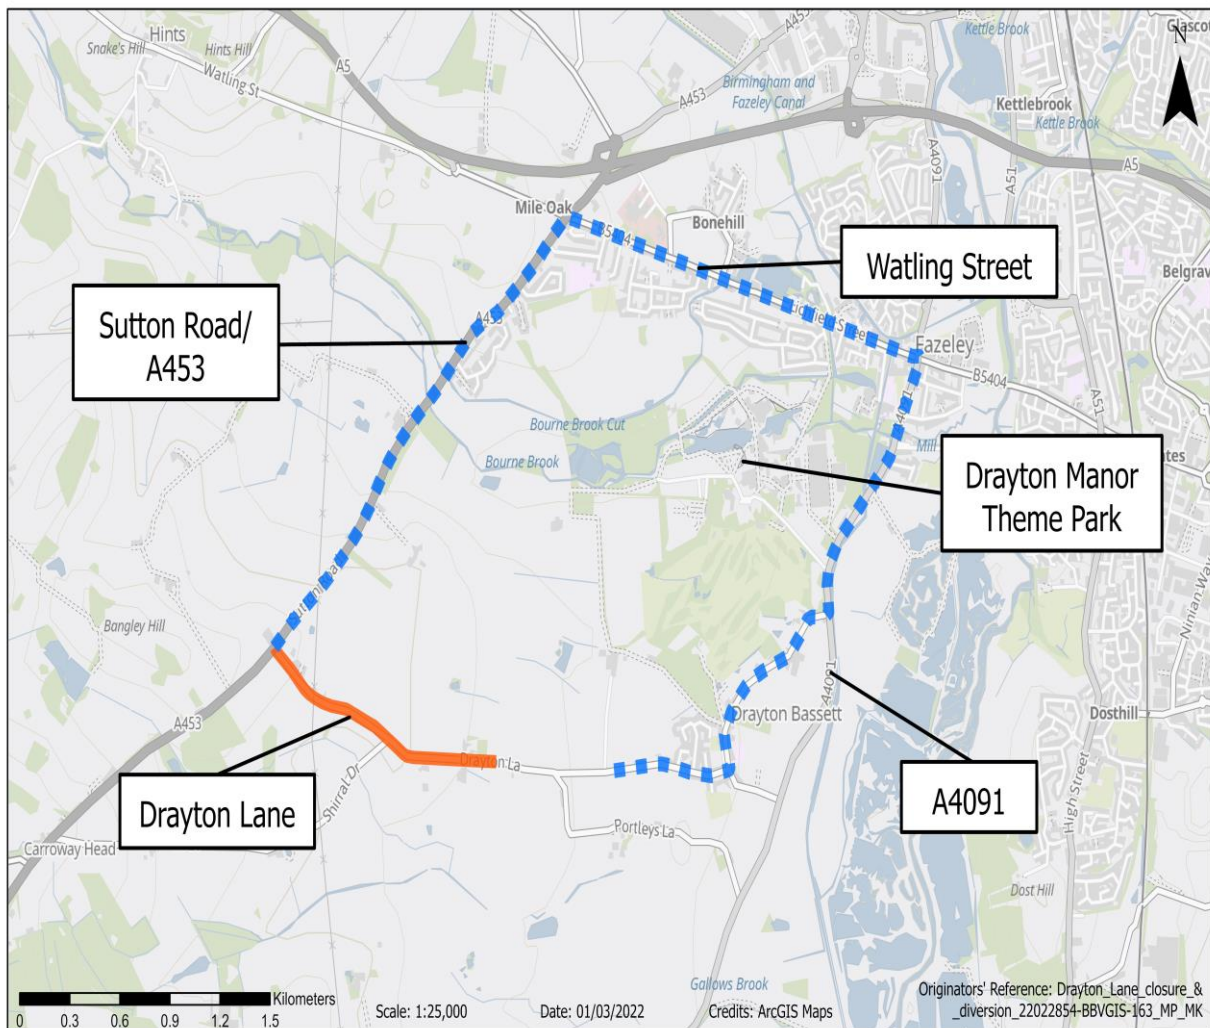 Hints
Snake's Hill
Hints Hill
Watling St
A5
A453
Birmingham and
Fazeley Canal
A453
Kettle Brook
N
Kettlebrook
Kettle Brook
A4091
A51
A5
Mile Oak
Bonehill
Watling Street
Belgrav
Sutton Road/
A453
A453
Fazeley
B5404
A51
Bourne Brook Cut
Bourne Brook
Mill
ates
Drayton Manor
Theme Park
Bangley Hill
Ninian Way
A453
A4091
Drayton Bassett
Dosthill
Drayton La
Shirral Dr
Drayton Lane
A4091
High Street
Portleys La
Carroway Head
Dost Hill
Gallows Brook
Kilometers
0 0.3 0.6 0.9 1.2 1.5
Scale: 1:25,000
Date: 01/03/2022
Credits: ArcGIS Maps
Originators' Reference: Drayton_Lane_closure_&
_diversion_22022854-BBVGIS-163_MP_MK